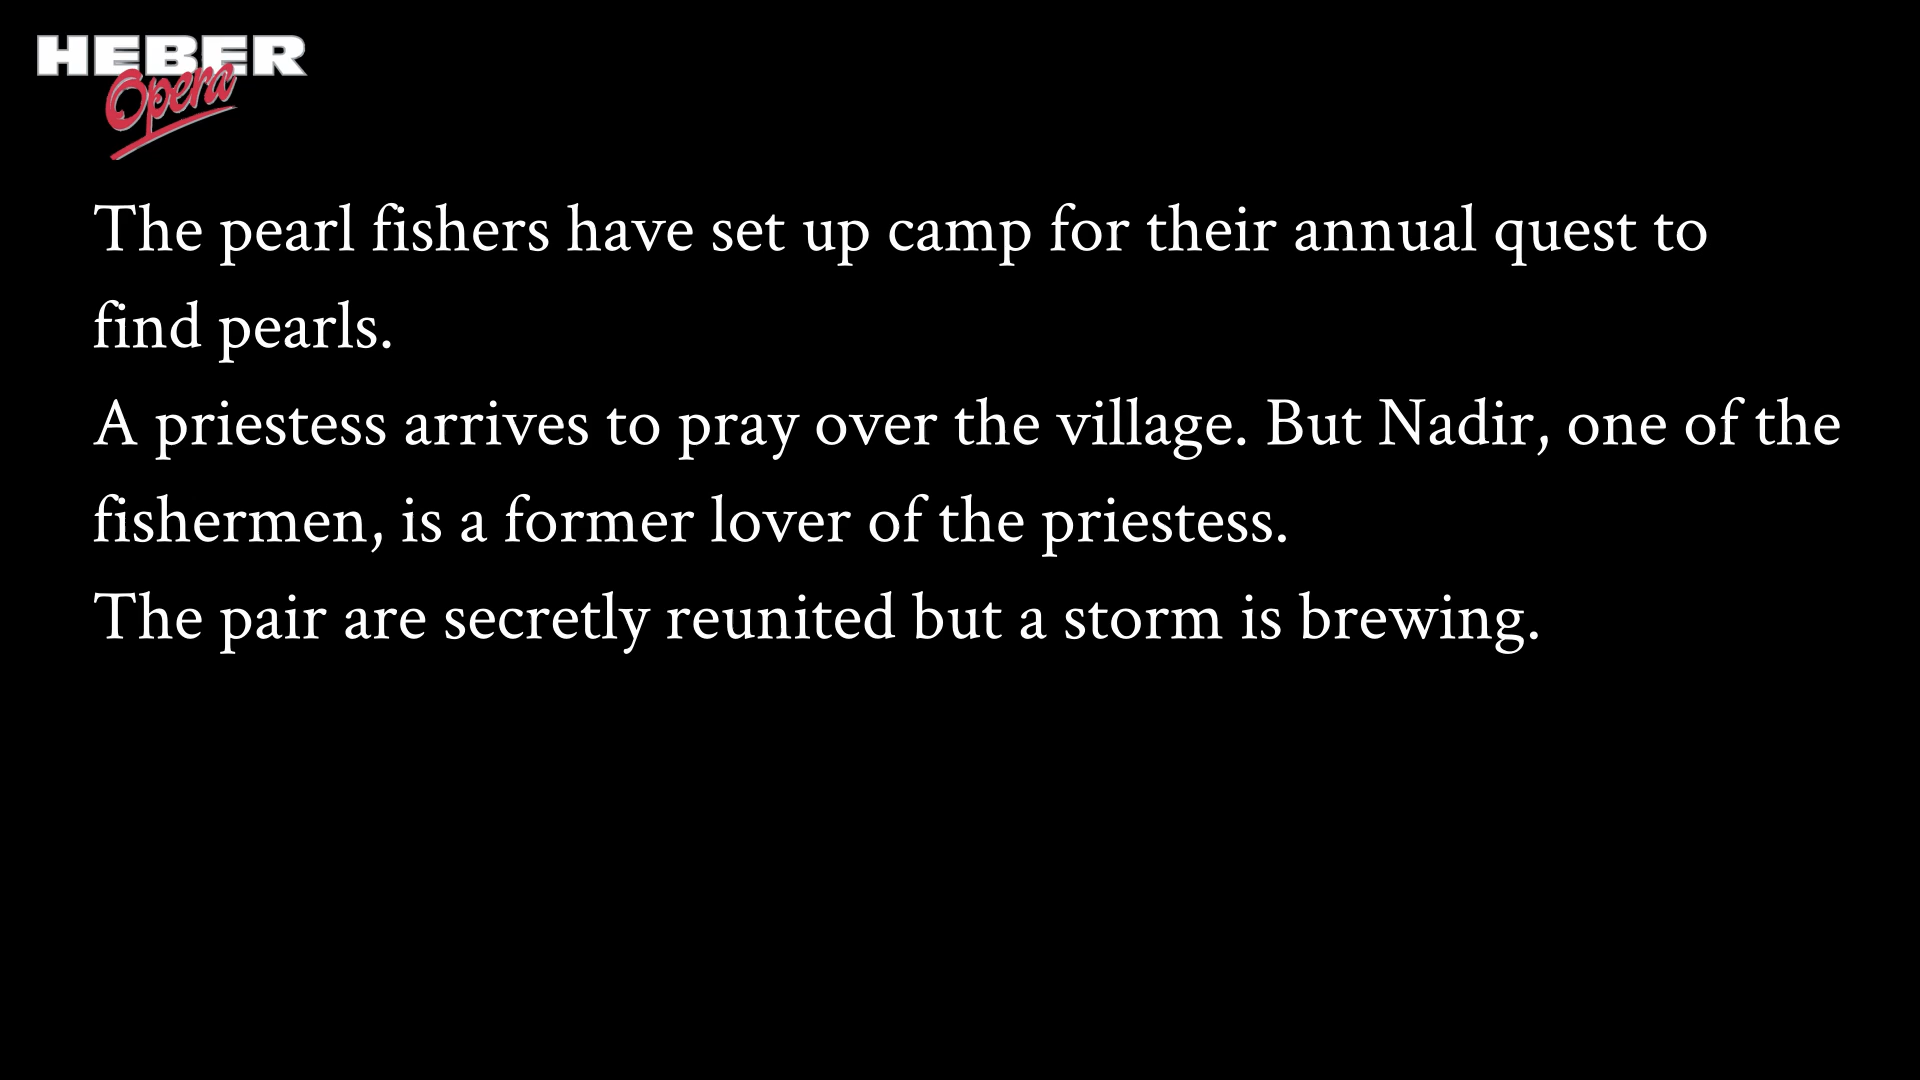 HEBER
Opera
The pearl fishers have set up camp for their annual quest to
find pearls.
A priestess arrives to pray over the village. But Nadir, one of the
fishermen, is a former lover of the priestess.
The pair are secretly reunited but a storm is brewing.